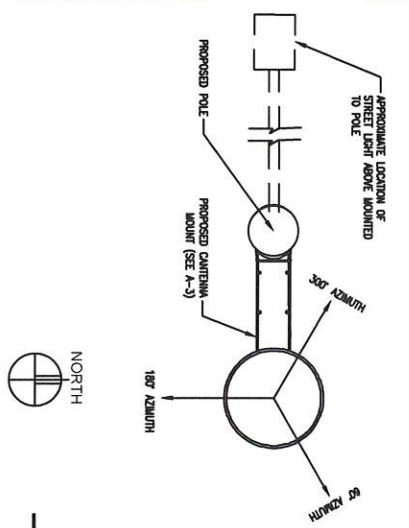 APPROXIMATE LOCATION OF
STREET LIGHT ABOVE MOUNTED
TO POLE
PROPOSED POLE
PROPOSED CANTENNA
MOUNT (SEE A-3)
300° AZIMUTH
180° AZIMUTH
60° AZIMUTH
NORTH